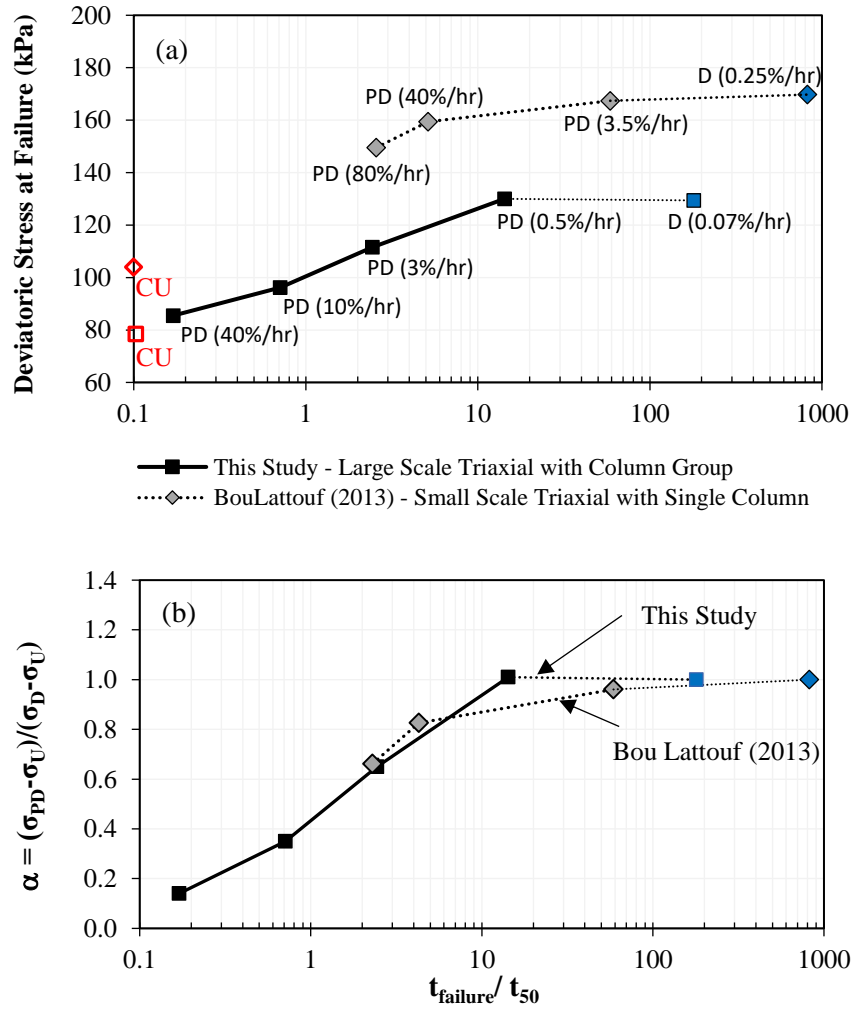 200
(a)
180
D (0.25%/hr)
PD (40%/hr)
160
PD (3.5%/hr)
140
PD (80%/hr)
120
PD (0.5%/hr)
D (0.07%/hr)
PD (3%/hr)
100
CU
PD (10%/hr)
80
PD (40%/hr)
CU
60
Deviatoric Stress at Failure (kPa)
0.1 1 10 100 1000
This Study - Large Scale Triaxial with Column Group
BouLattouf (2013) - Small Scale Triaxial with Single Column
1.4
(b)
This Study
1.2
1.0
0.8
Bou Lattouf (2013)
0.6
0.4
0.2
0.0
α = (σPD-σU)/(σD-σU)
0.1 1 10 100 1000
tfailure/ t50